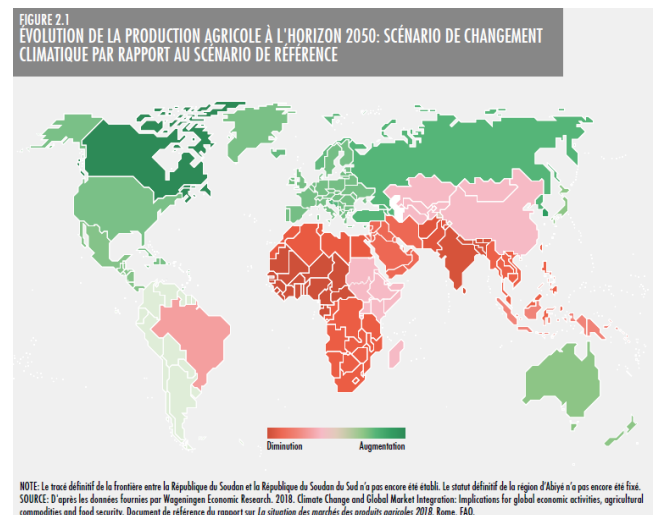 FIGURE 2.1
ÉVOLUTION DE LA PRODUCTION AGRICOLE À L'HORIZON 2050: SCÉNARIO DE CHANGEMENT
CLIMATIQUE PAR RAPPORT AU SCÉNARIO DE RÉFÉRENCE
Diminution Augmentation
NOTE: Le tracé définitif de la frontière entre la République du Soudan et la République du Soudan du Sud n'a pas encore été établi. Le statut définitif de la région d'Abiyé n'a pas encore été fixé.
SOURCE: D'après les données fournies par Wageningen Economic Research. 2018. Climate Change and Global Market Integration: Implications for global economic activities, agricultural
commodities and food security. Document de référence du rapport sur La situation des marchés des produits agricoles 2018. Rome, FAO.